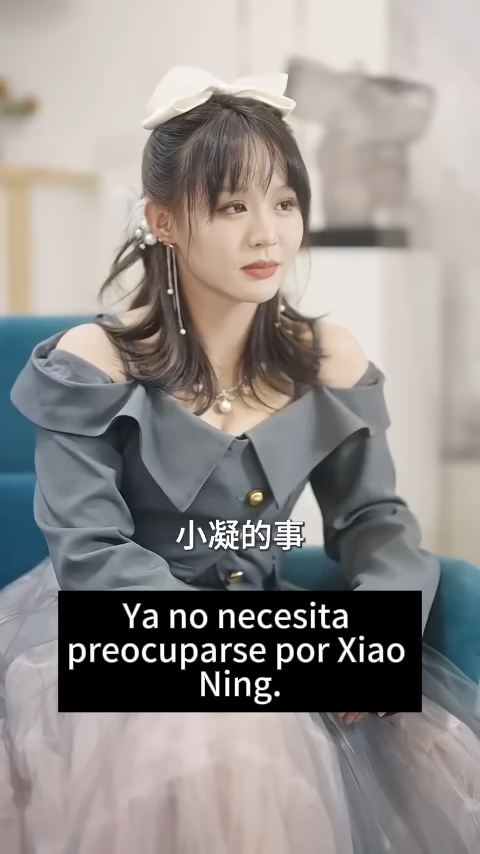 小凝的事
Ya no necesita
preocuparse por Xiao
Ning.